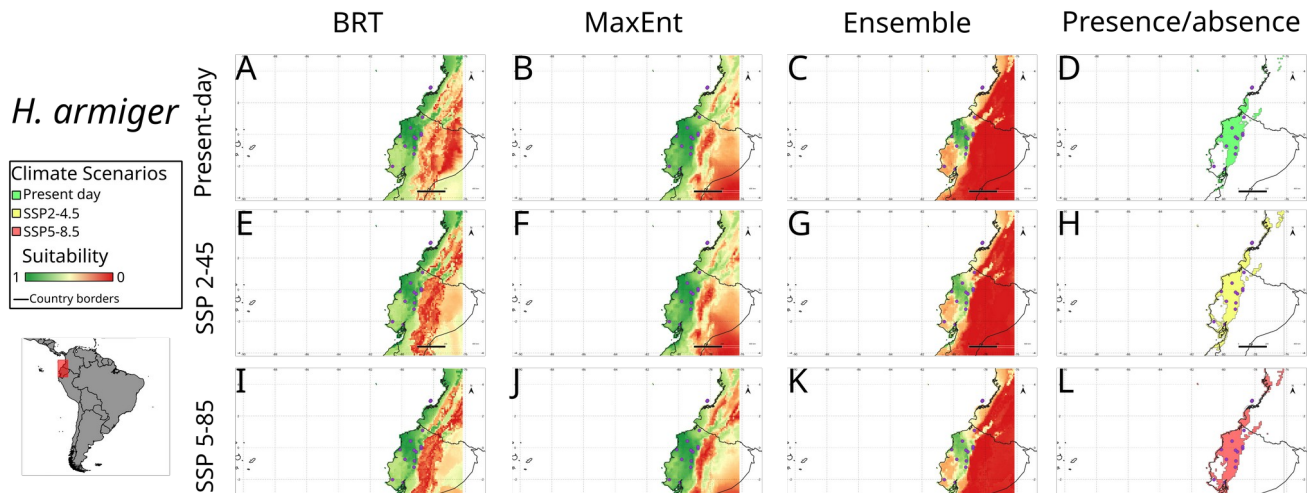 BRT MaxEnt Ensemble Presence/absence
H. armiger
Climate Scenarios
Present day
SSP2-4.5
SSP5-8.5
Suitability
1 0
Country borders
Present-day
A B C D
SSP 2-45
E F G H
SSP 5-85
I J K L